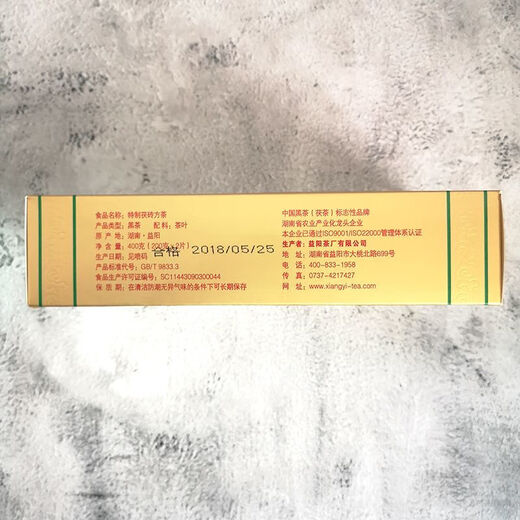 食品名称：特制茯砖方茶
产品类型：黑茶 配料：茶叶
原产地：湖南·益阳
净含量：400克(200克×2片)
生产日期：见喷码
合格 2018/05/25
产品标准代号：GB/T 9833.3
食品生产许可证编号：SC11443090300044
保质期：在清洁防潮无异气味的条件下可长期保存
中国黑茶（茯茶）标志性品牌
湖南省农业产业化龙头企业
本企业已通过ISO9001/ISO22000管理体系认证
生产者：益阳茶厂有限公司
地址：湖南省益阳市大桃北路699号
电话：400-833-1958
传真：0737-4217427
网址：www.xiangyi-tea.com